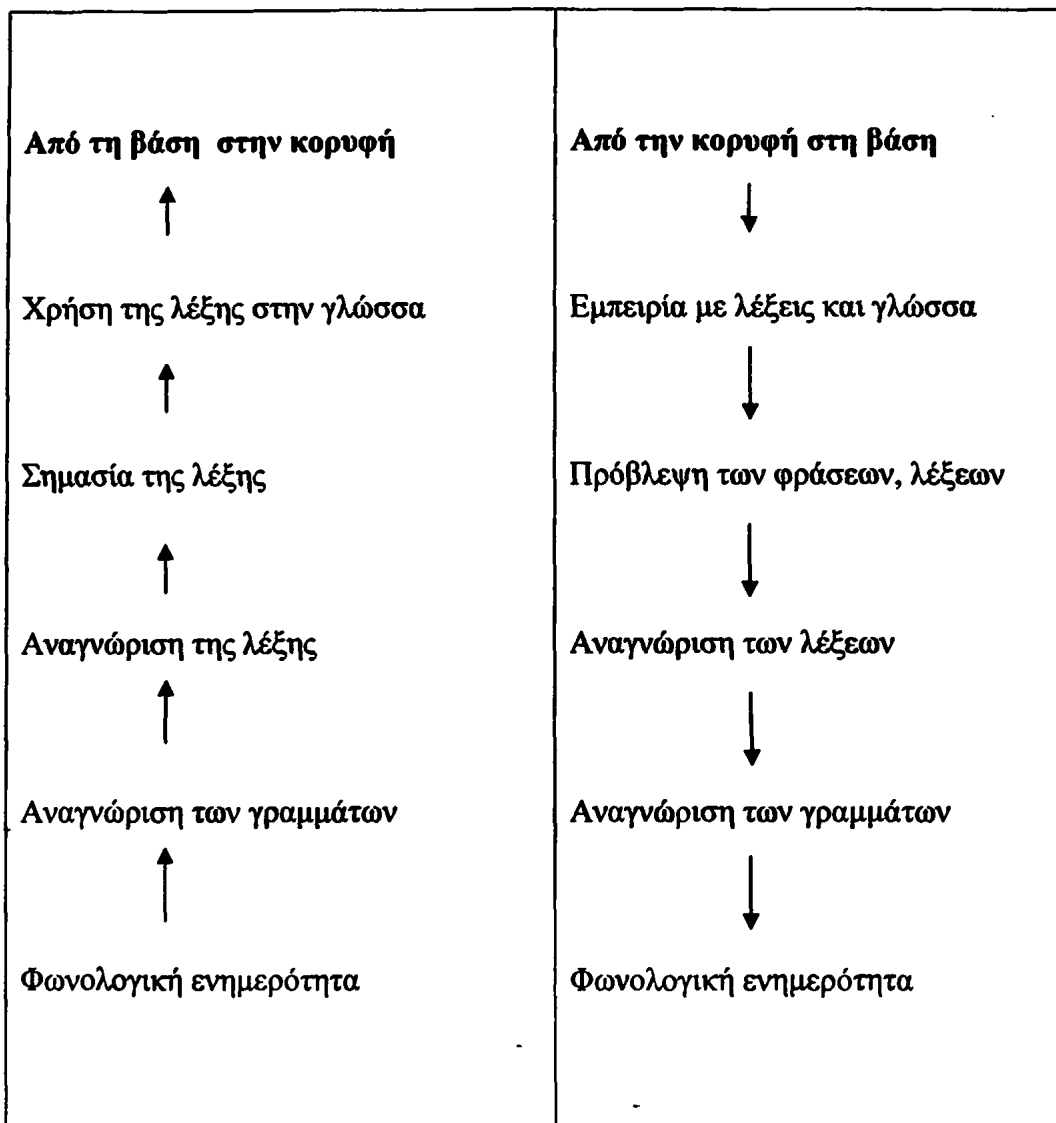 Από τη βάση στην κορυφή
Χρήση της λέξης στην γλώσσα
Σημασία της λέξης
Αναγνώριση της λέξης
Αναγνώριση των γραμμάτων
Φωνολογική ενημερότητα
Από την κορυφή στη βάση
Εμπειρία με λέξεις και γλώσσα
Πρόβλεψη των φράσεων, λέξεων
Αναγνώριση των λέξεων
Αναγνώριση των γραμμάτων
Φωνολογική ενημερότητα